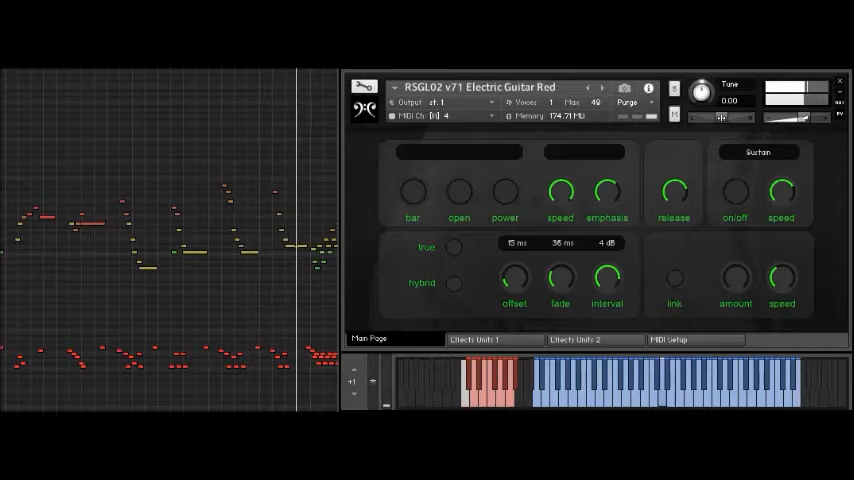 RSGL02 v71 Electric Guitar Red
Output st. 1 Voices 1 Max 48 Purge
MIDI Ch: [A] 4 Memory 174.71 MB
S
M
Tune
0.00
L R
AUX
PV
Sustain
bar open power speed emphasis release on/off speed
true
hybrid
15 ms 36 ms 4 dB
offset fade interval link amount speed
Main Page Effects Units 1 Effects Units 2 MIDI Setup
+1